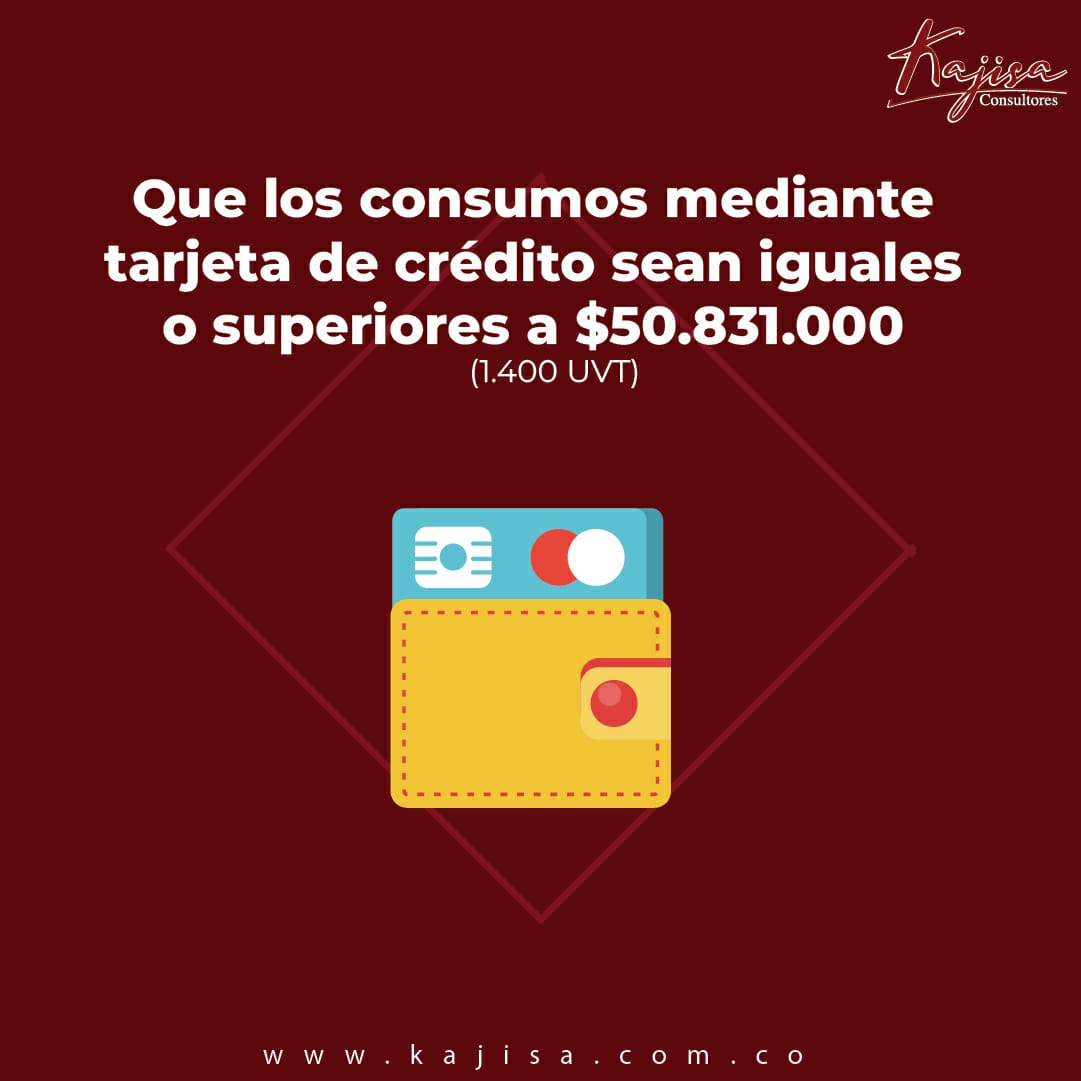 Kajisa
Consultores
Que los consumos mediante
tarjeta de crédito sean iguales
o superiores a $50.831.000
(1.400 UVT)
www.kajisa.com.co